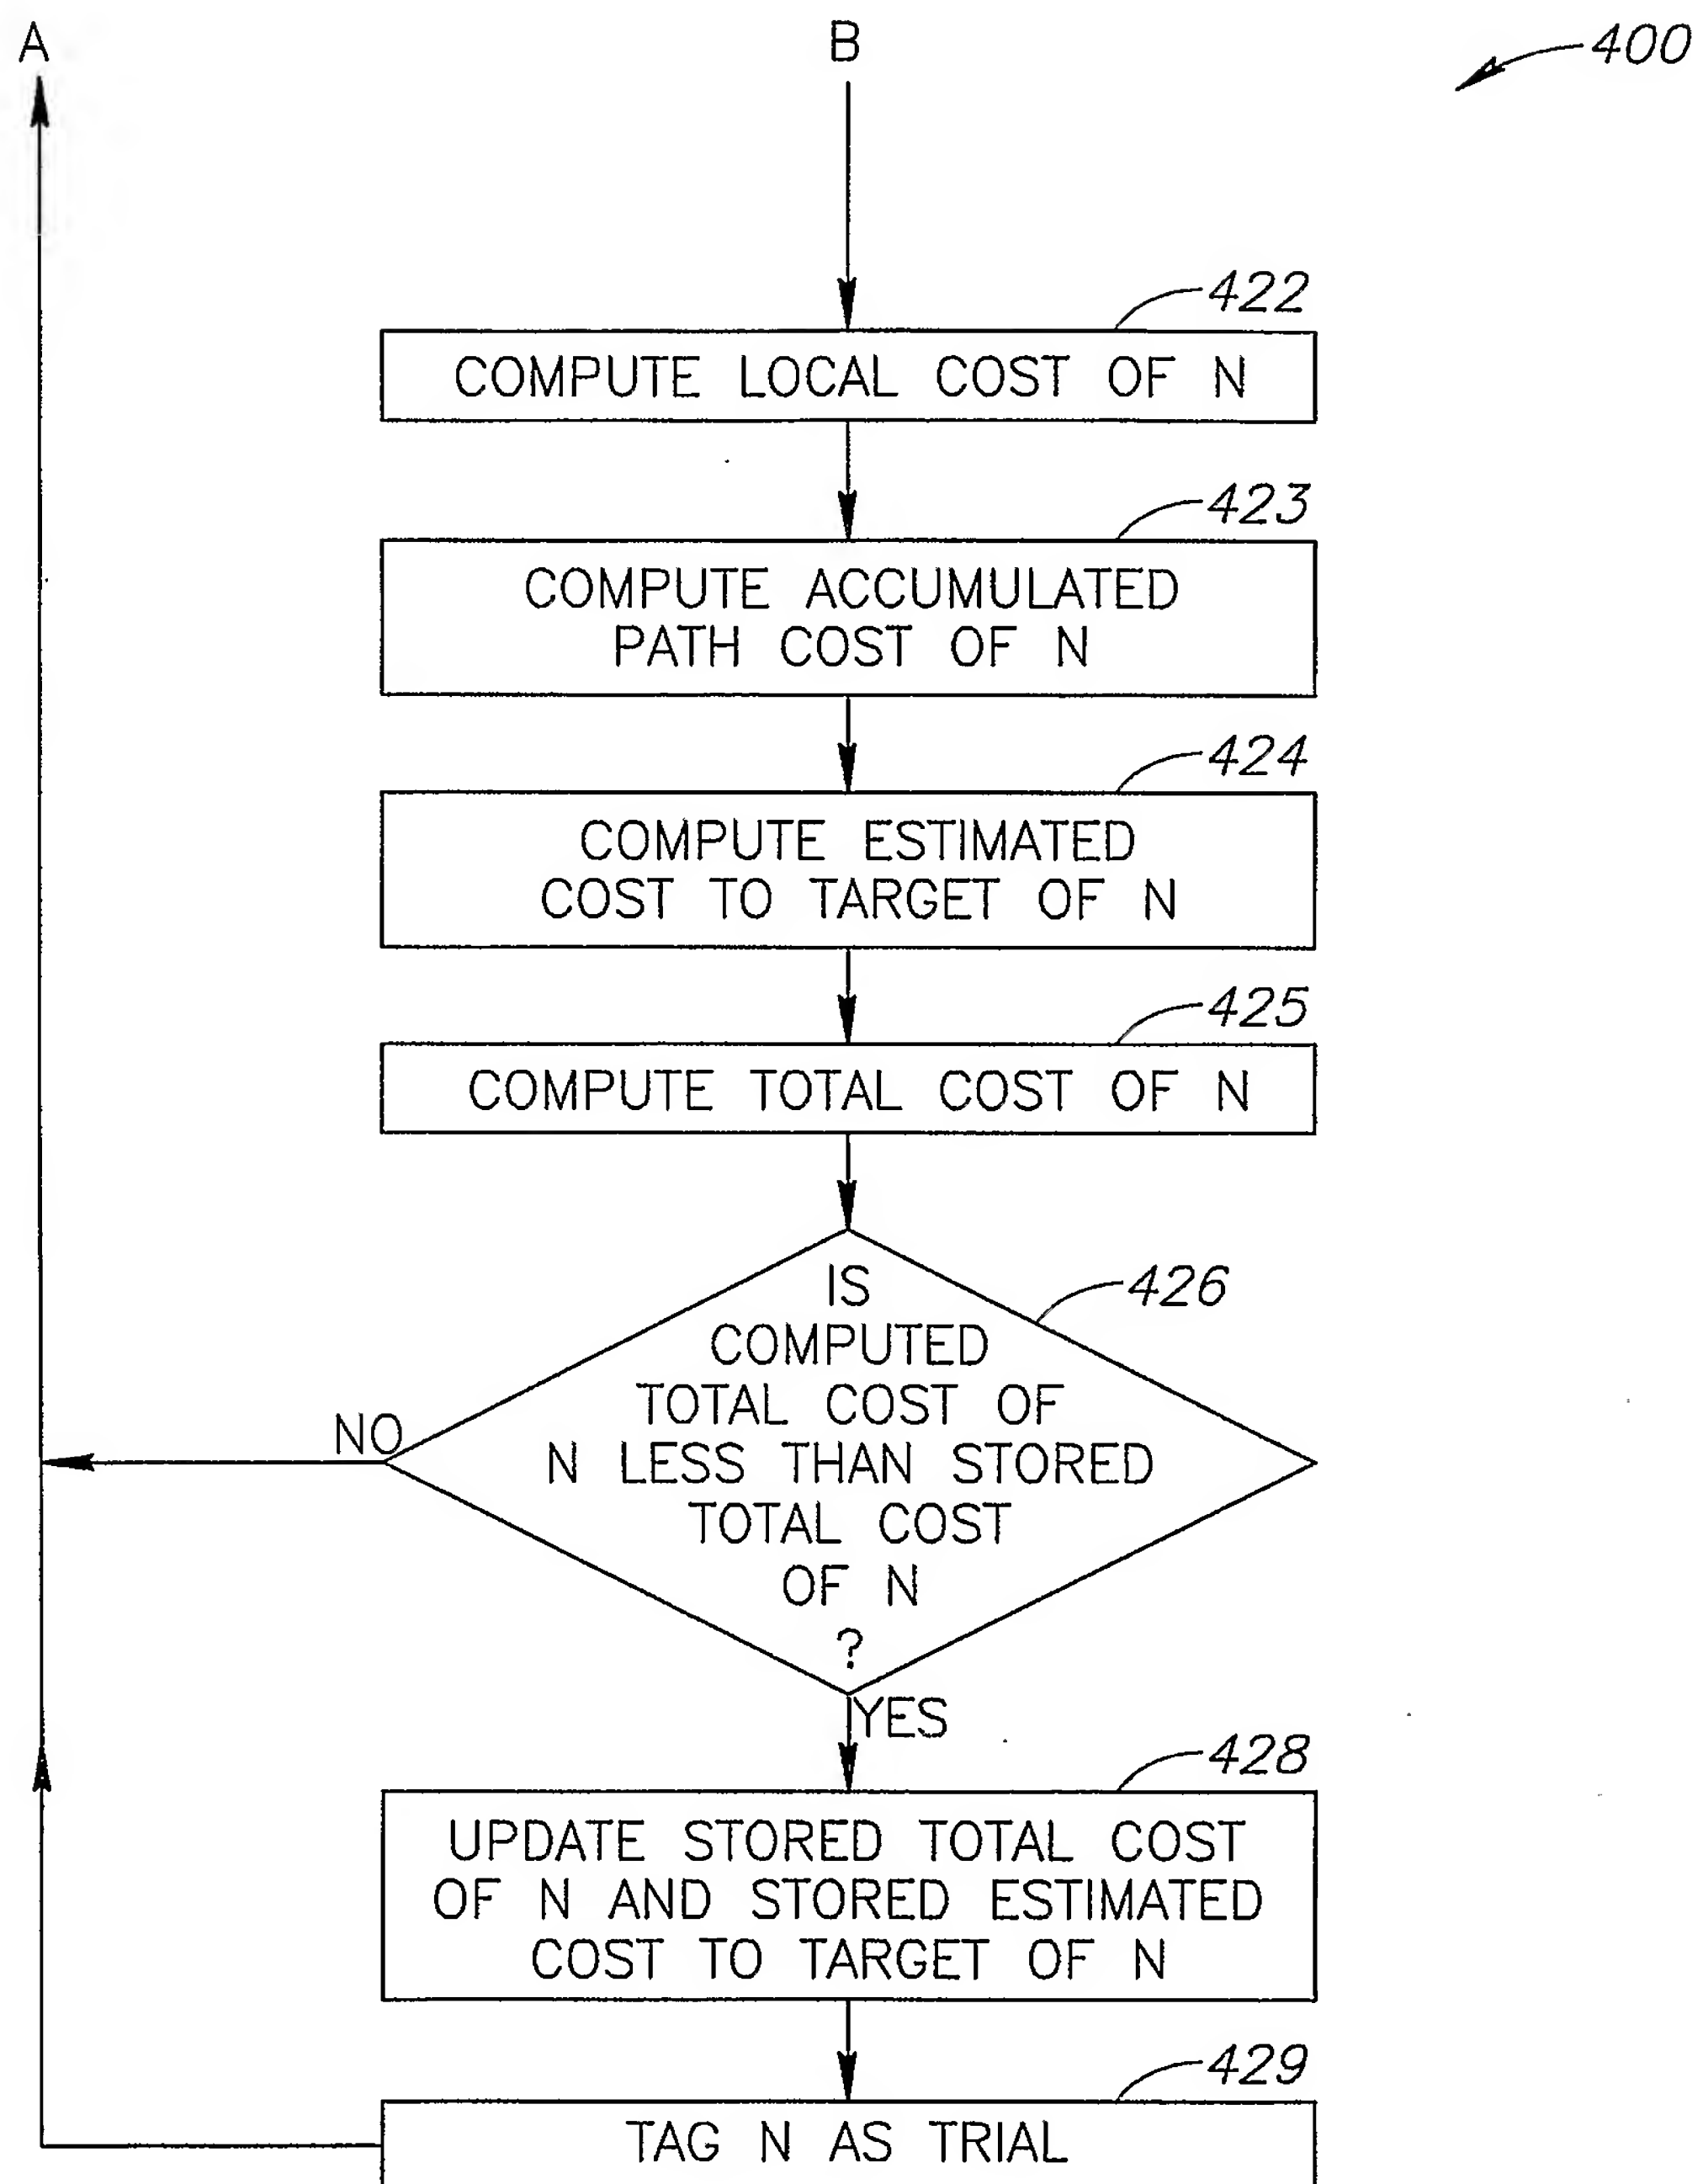 A
B
400
422
COMPUTE LOCAL COST OF N
423
COMPUTE ACCUMULATED
PATH COST OF N
424
COMPUTE ESTIMATED
COST TO TARGET OF N
425
COMPUTE TOTAL COST OF N
426
IS
COMPUTED
TOTAL COST OF
N LESS THAN STORED
TOTAL COST
OF N
?
NO
YES
428
UPDATE STORED TOTAL COST
OF N AND STORED ESTIMATED
COST TO TARGET OF N
429
TAG N AS TRIAL